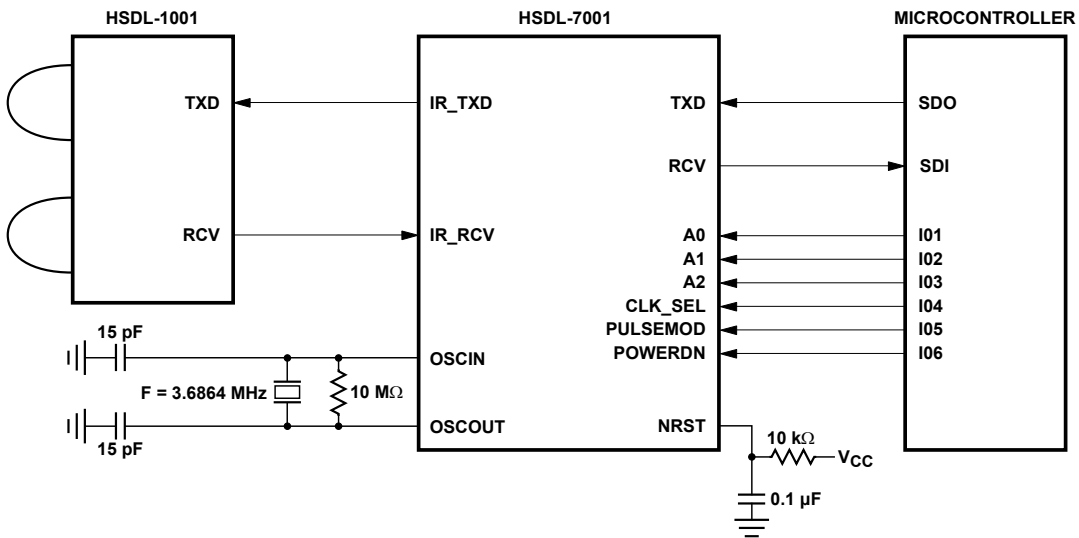 HSDL-1001
HSDL-7001
MICROCONTROLLER
TXD
IR_TXD
TXD
SDO
RCV
SDI
RCV
IR_RCV
A0
I01
A1
I02
A2
I03
CLK_SEL
I04
PULSEMOD
I05
POWERDN
I06
15 pF
OSCIN
F = 3.6864 MHz
10 MΩ
OSCOUT
15 pF
NRST
10 kΩ
VCC
0.1 µF